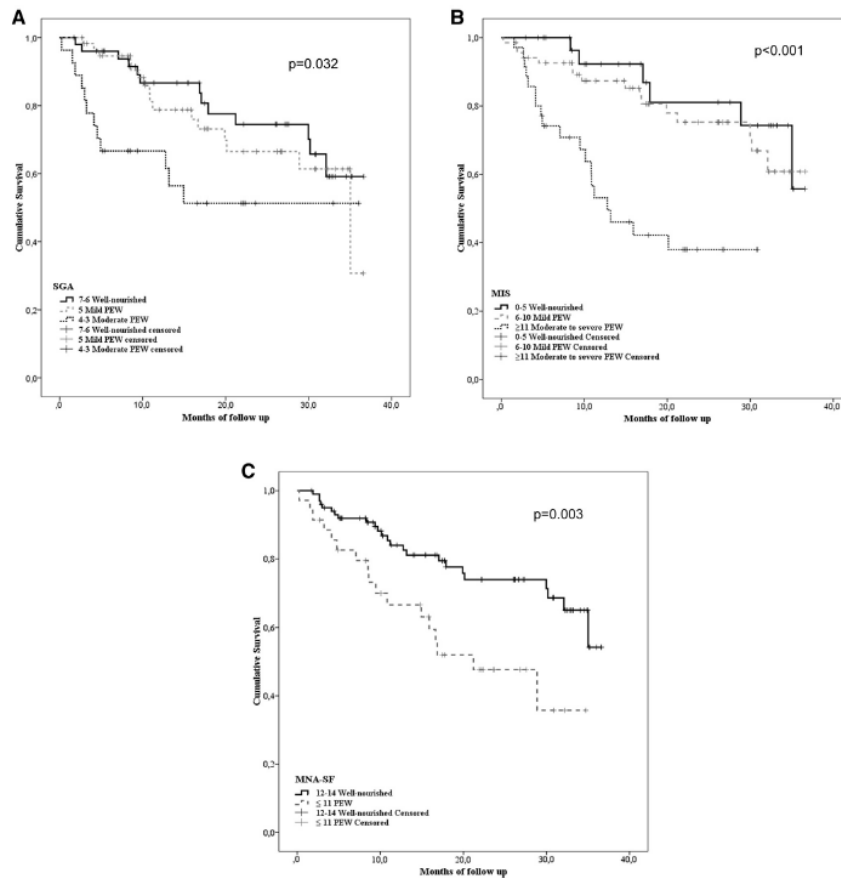 A
p=0.032
1,0
0,8
0,6
0,4
0,2
0,0
Cumulative Survival
SGA
7-6 Well-nourished
5 Mild PEW
4-3 Moderate PEW
7-6 Well-nourished censored
5 Mild PEW censored
4-3 Moderate PEW censored
,0 10,0 20,0 30,0 40,0
Months of follow up
B
p<0.001
1,0
0,8
0,6
0,4
0,2
0,0
Cumulative Survival
MIS
0-5 Well-nourished
6-10 Mild PEW
≥11 Moderate to severe PEW
0-5 Well-nourished Censored
6-10 Mild PEW Censored
≥11 Moderate to severe PEW Censored
,0 10,0 20,0 30,0 40,0
Months of follow up
C
p=0.003
1,0
0,8
0,6
0,4
0,2
0,0
Cumulative Survival
MNA-SF
12-14 Well-nourished
≤ 11 PEW
12-14 Well-nourished Censored
≤ 11 PEW Censored
,0 10,0 20,0 30,0 40,0
Months of follow up